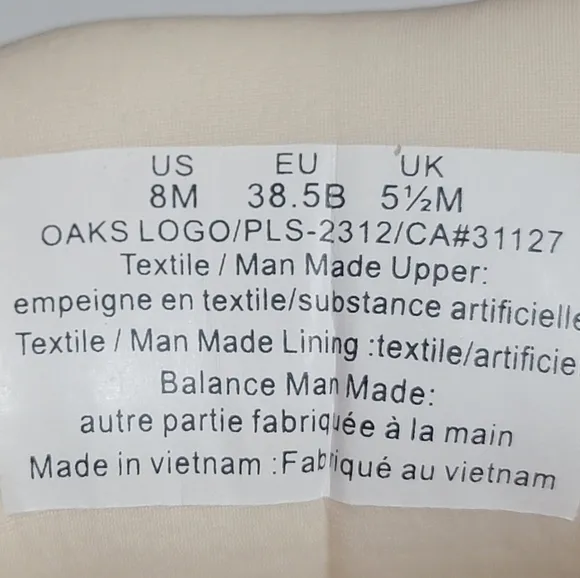 US EU UK
8M 38.5B 5½M
OAKS LOGO/PLS-2312/CA#31127
Textile / Man Made Upper:
empeigne en textile/substance artificielle
Textile / Man Made Lining :textile/artificie
Balance Man Made:
autre partie fabriquée à la main
Made in vietnam :Fabriqué au vietnam